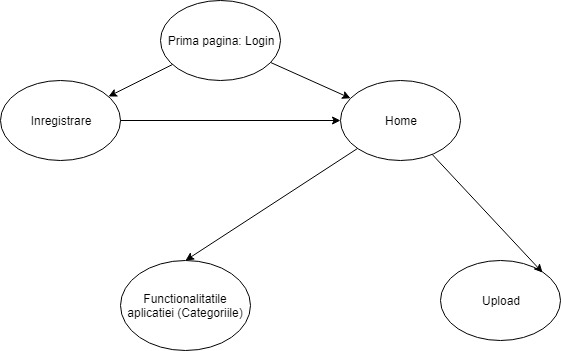 Prima pagina: Login
Inregistrare
Home
Functionalitatile
aplicatiei (Categoriile)
Upload